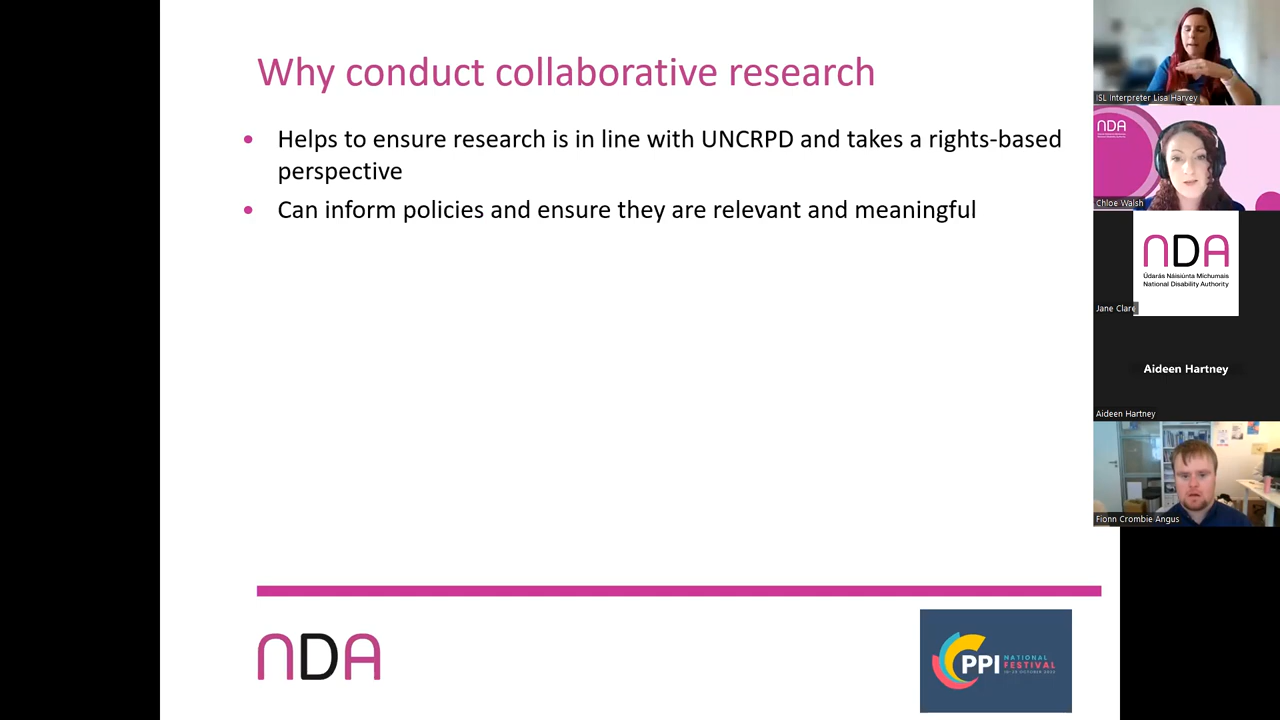 Why conduct collaborative research
• Helps to ensure research is in line with UNCRPD and takes a rights-based
perspective
• Can inform policies and ensure they are relevant and meaningful
NDA
PPI
NATIONAL
FESTIVAL
ISL Interpreter Lisa Harvey
NDA
Chloe Walsh
NDA
Údarás Náisiúnta Míchumais
National Disability Authority
Jane Clare
Aideen Hartney
Aideen Hartney
Fionn Crombie Angus